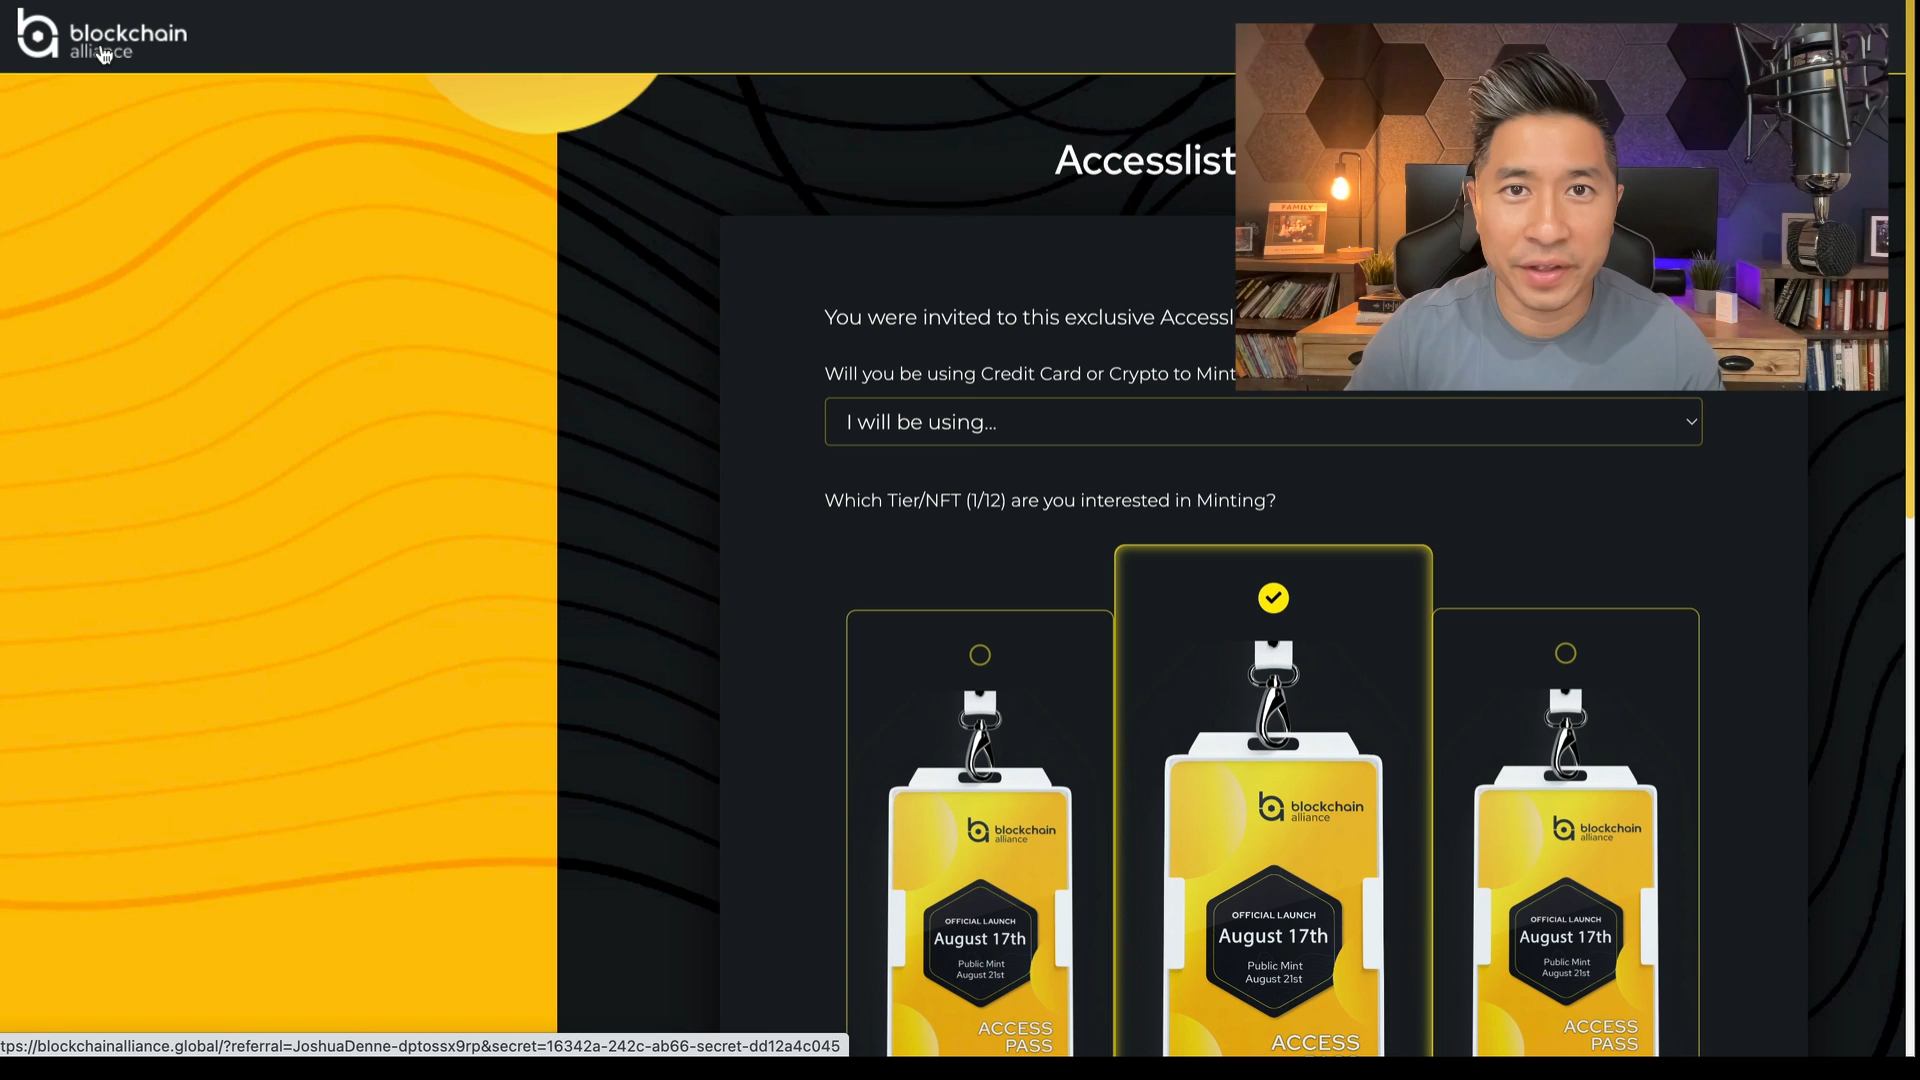 blockchain
alliance
Accesslist
FAMILY
You were invited to this exclusive Accessl
Will you be using Credit Card or Crypto to Mint
I will be using...
Which Tier/NFT (1/12) are you interested in Minting?
blockchain
alliance
OFFICIAL LAUNCH
August 17th
Public Mint
August 21st
ACCESS
PASS
blockchain
alliance
OFFICIAL LAUNCH
August 17th
Public Mint
August 21st
ACCESS
blockchain
alliance
OFFICIAL LAUNCH
August 17th
Public Mint
August 21st
ACCESS
PASS
tps://blockchainalliance.global/?referral=JoshuaDenne-dptossx9rp&secret=16342a-242c-ab66-secret-dd12a4c045